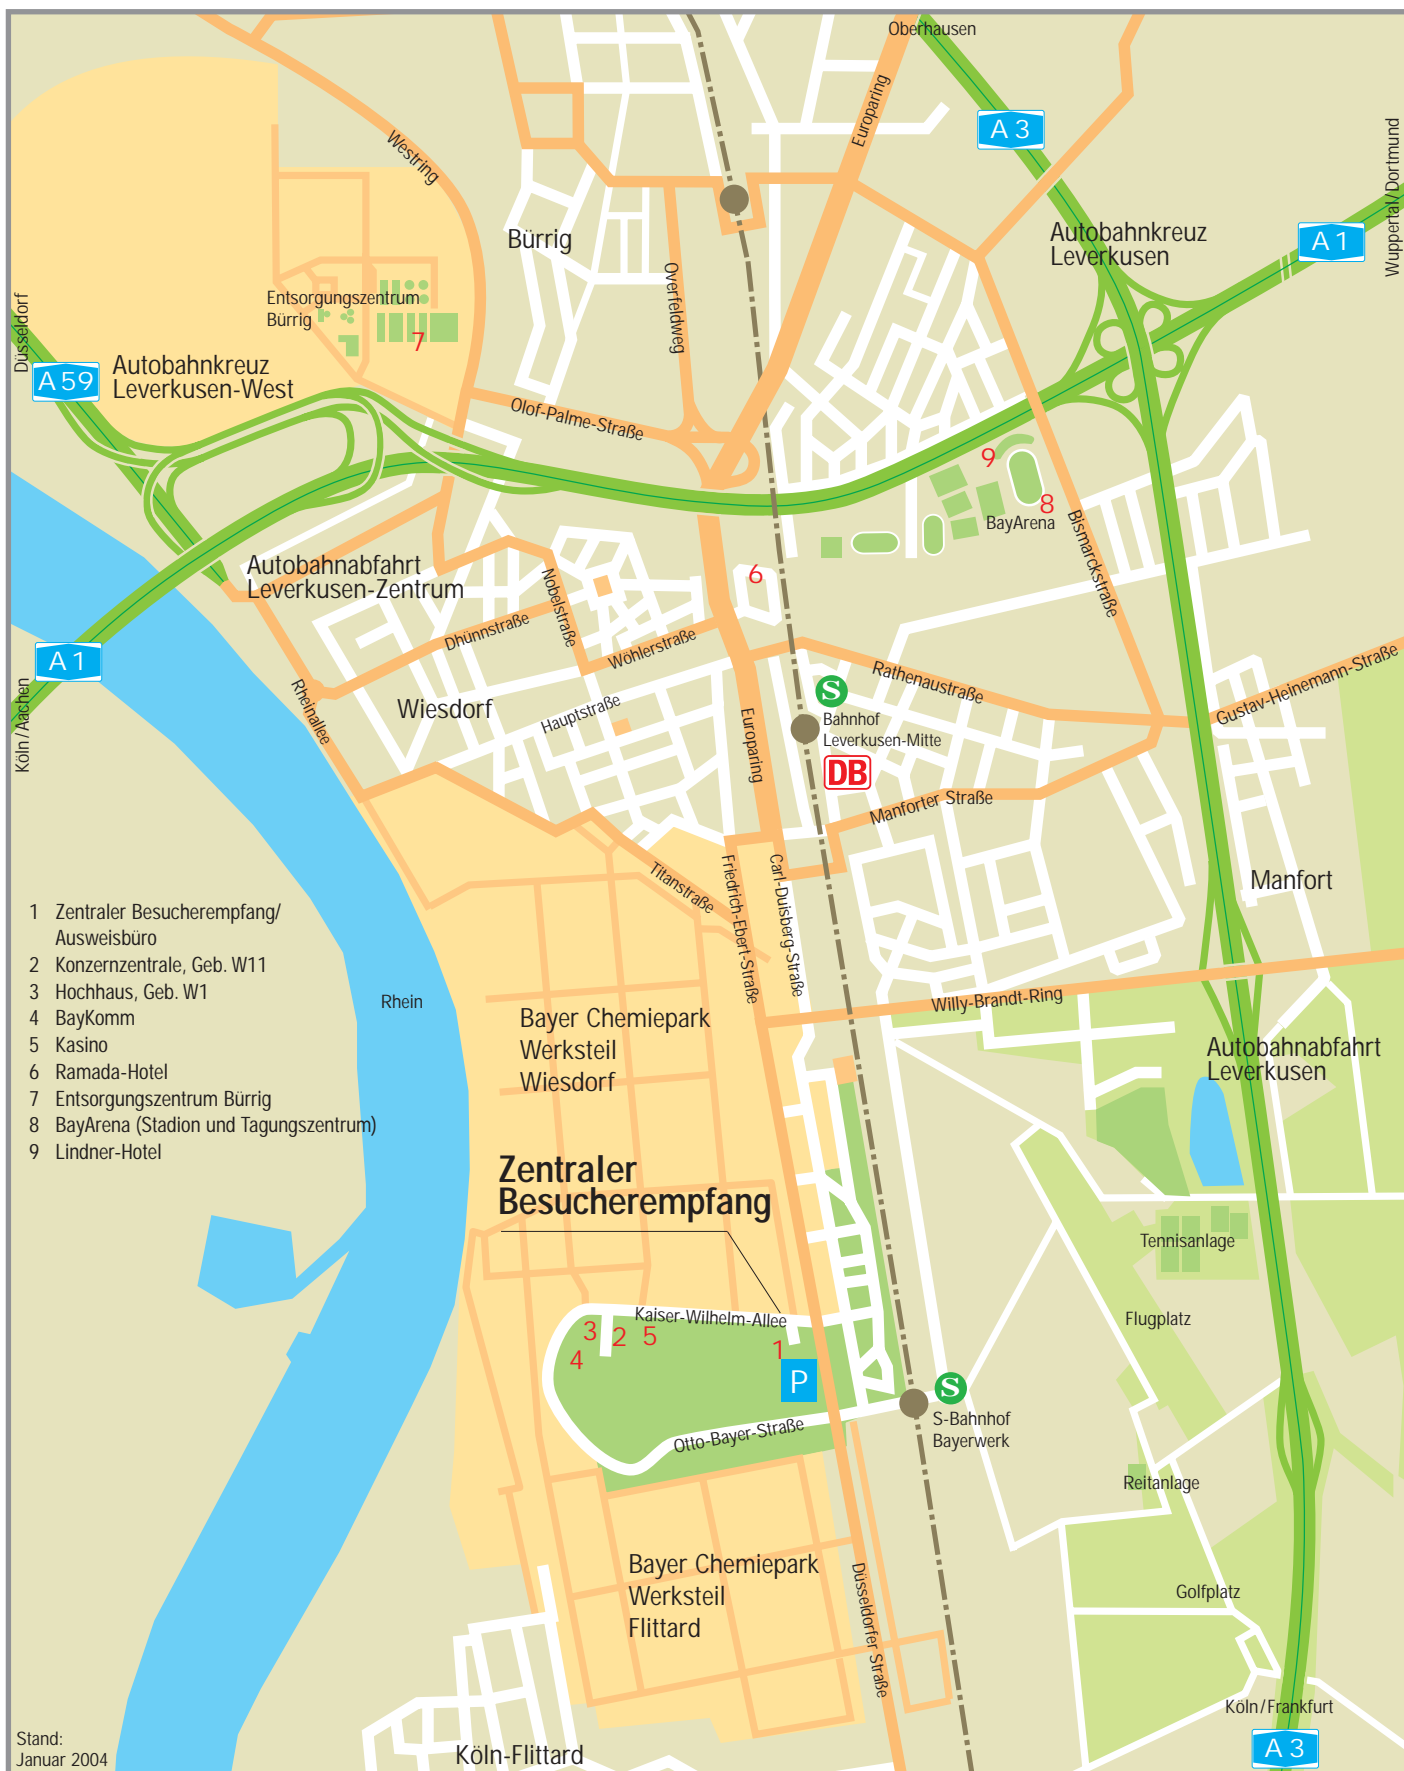 Oberhausen
Europaring
A 3
Westring
Wuppertal/Dortmund
Bürrig
Autobahnkreuz
Leverkusen
A 1
Overfeldweg
Entsorgungszentrum
Bürrig
7
Düsseldorf
Autobahnkreuz
Leverkusen-West
A 59
Olof-Palme-Straße
9
8
BayArena
Bismarckstraße
Autobahnabfahrt
Leverkusen-Zentrum
Nobelstraße
6
Dhünnstraße
Wöhlerstraße
A 1
Köln/Aachen
Rheinallee
Wiesdorf
Hauptstraße
Europaring
Rathenaustraße
Gustav-Heinemann-Straße
S
Bahnhof
Leverkusen-Mitte
DB
Manforter Straße
Titanstraße
Friedrich-Ebert-Straße
Carl-Duisberg-Straße
Manfort
1 Zentraler Besucherempfang/
Ausweisbüro
2 Konzernzentrale, Geb. W11
3 Hochhaus, Geb. W1
4 BayKomm
5 Kasino
6 Ramada-Hotel
7 Entsorgungszentrum Bürrig
8 BayArena (Stadion und Tagungszentrum)
9 Lindner-Hotel
Rhein
Bayer Chemiepark
Werksteil
Wiesdorf
Willy-Brandt-Ring
Autobahnabfahrt
Leverkusen
Zentraler
Besucherempfang
Tennisanlage
Flugplatz
Kaiser-Wilhelm-Allee
3
2
5
4
1
P
S
S-Bahnhof
Bayerwerk
Otto-Bayer-Straße
Reitanlage
Bayer Chemiepark
Werksteil
Flittard
Düsseldorfer Straße
Golfplatz
Köln/Frankfurt
A 3
Stand:
Januar 2004
Köln-Flittard